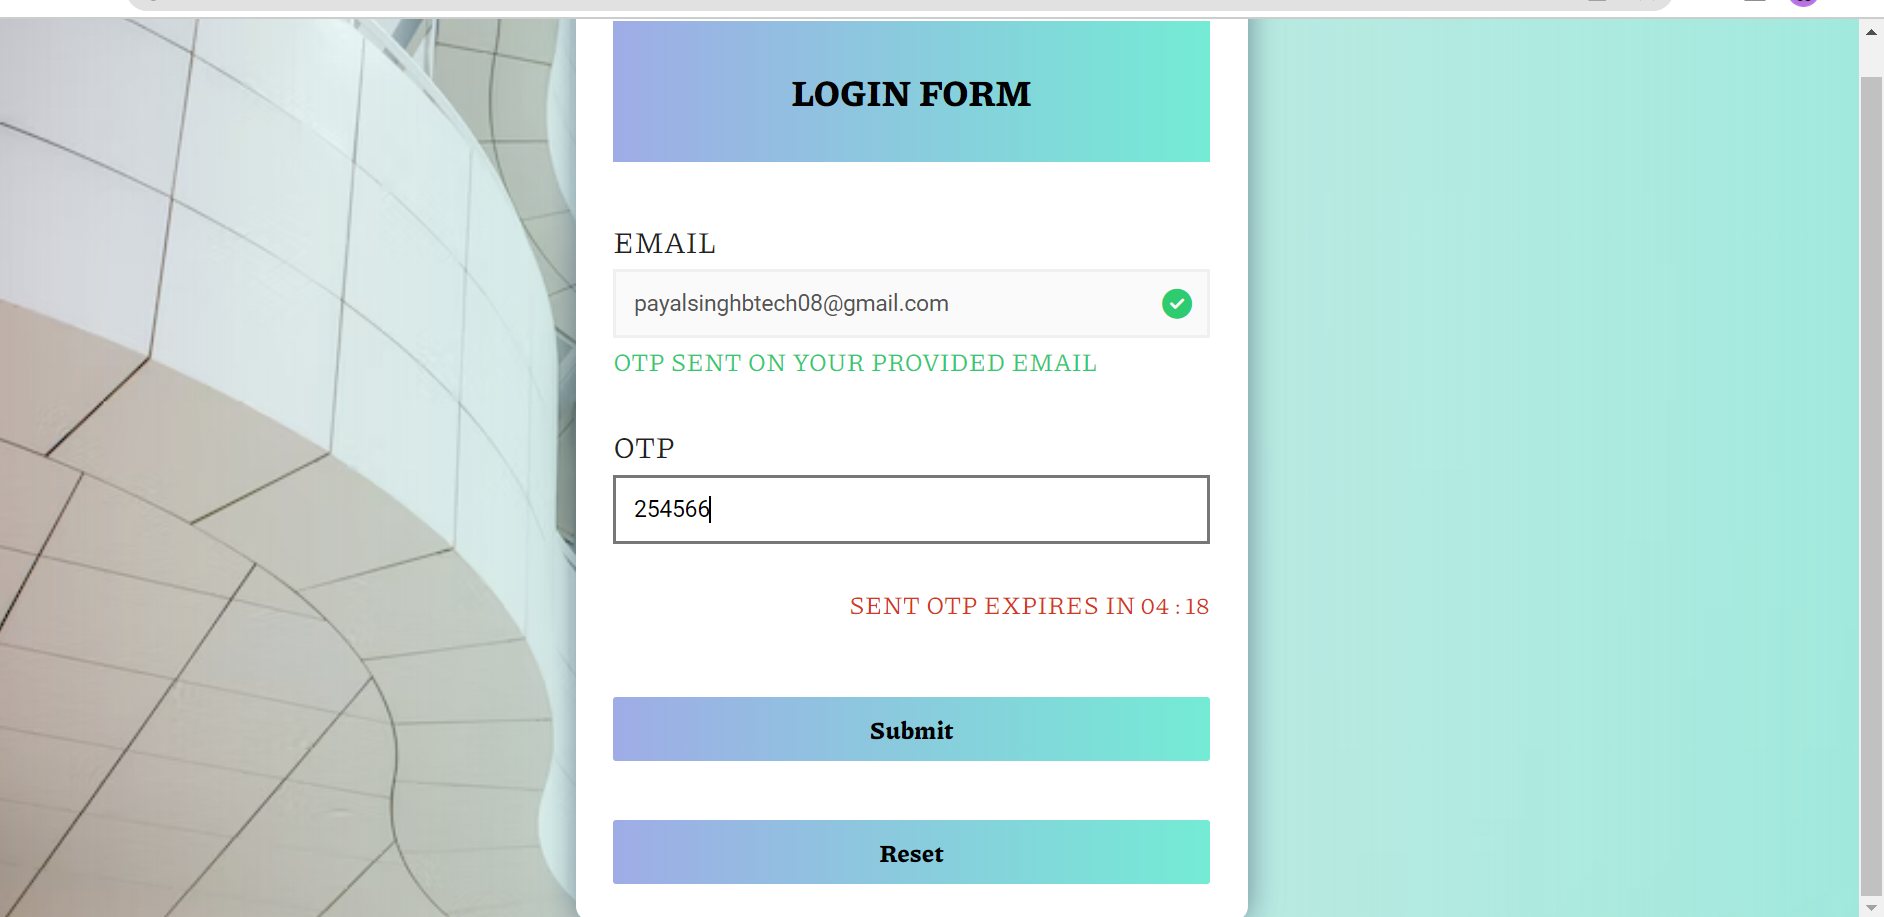 LOGIN FORM
EMAIL
payalsinghbtech08@gmail.com
OTP SENT ON YOUR PROVIDED EMAIL
OTP
254566
SENT OTP EXPIRES IN 04 : 18
Submit
Reset